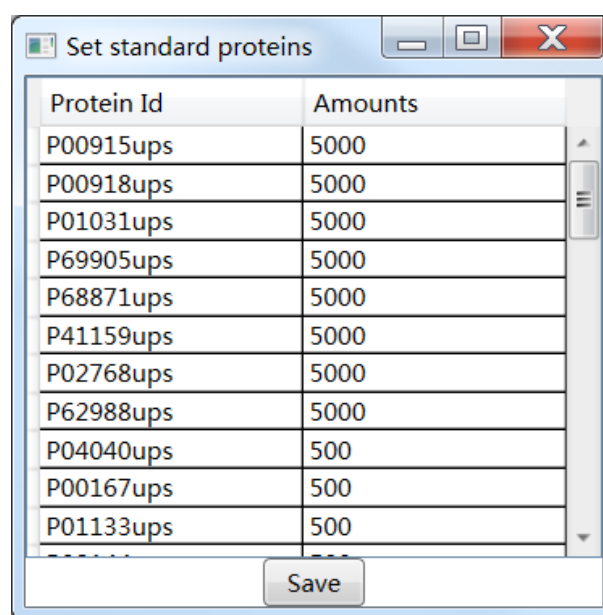 Set standard proteins
Protein Id Amounts
P00915ups 5000
P00918ups 5000
P01031ups 5000
P69905ups 5000
P68871ups 5000
P41159ups 5000
P02768ups 5000
P62988ups 5000
P04040ups 500
P00167ups 500
P01133ups 500
Save